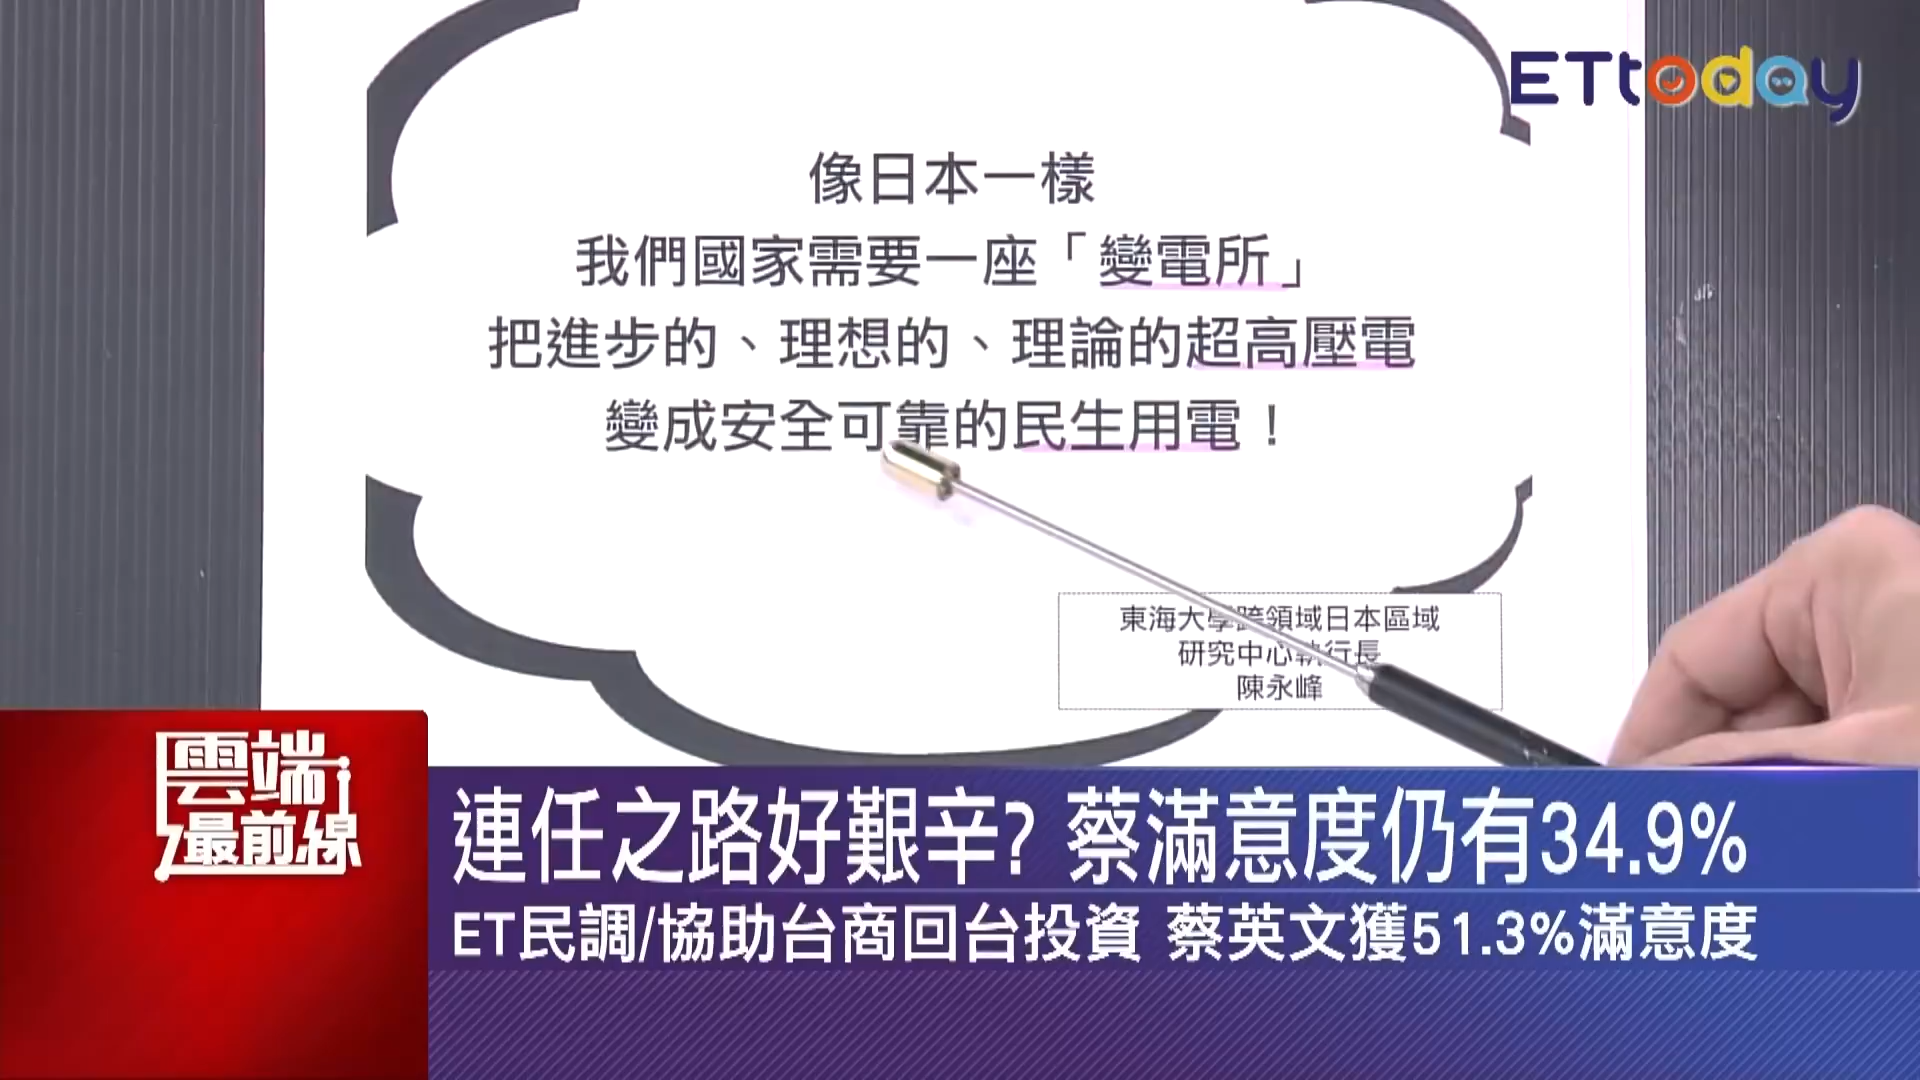 ETtoday
像日本一樣
我們國家需要一座「變電所」
把進步的、理想的、理論的超高壓電
變成安全可靠的民生用電！
東海大學跨領域日本區域
研究中心執行長
陳永峰
雲端
最前線
連任之路好艱辛? 蔡滿意度仍有34.9%
ET民調/協助台商回台投資 蔡英文獲51.3%滿意度